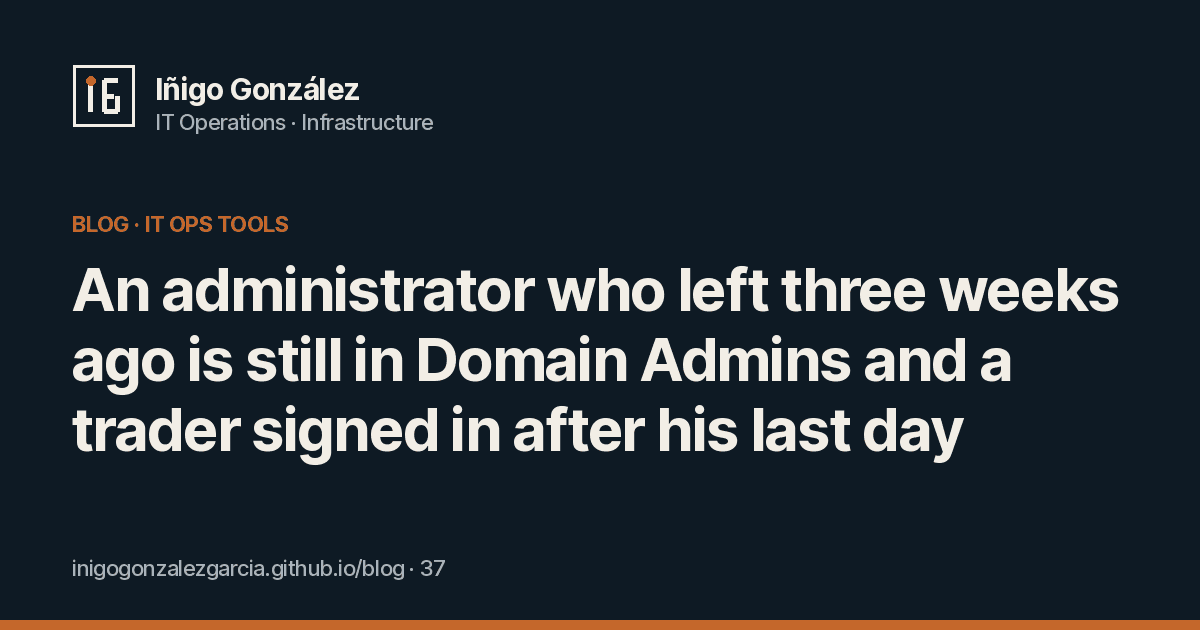 iG
Iñigo González
IT Operations · Infrastructure
BLOG · IT OPS TOOLS
An administrator who left three weeks
ago is still in Domain Admins and a
trader signed in after his last day
inigogonzalezgarcia.github.io/blog · 37